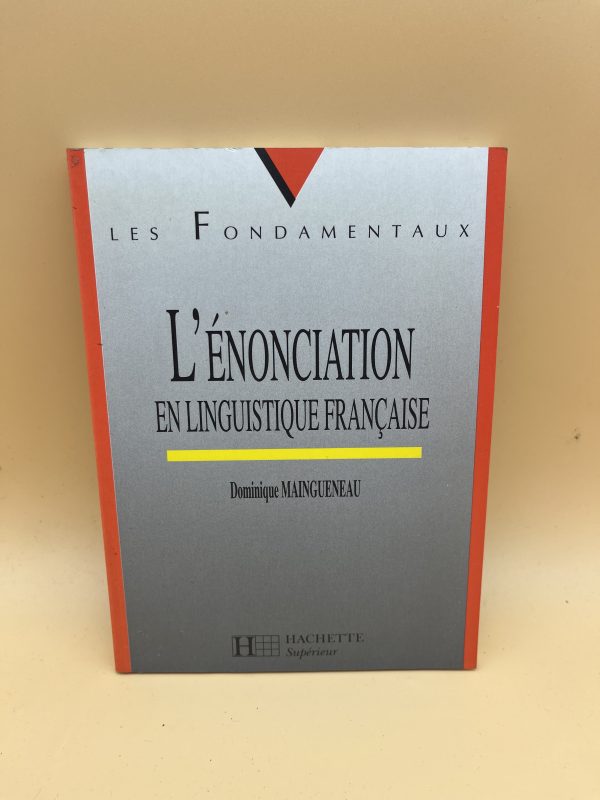 LES FONDAMENTAUX
L'ÉNONCIATION
EN LINGUISTIQUE FRANÇAISE
Dominique MAINGUENEAU
H HACHETTE
Supérieur